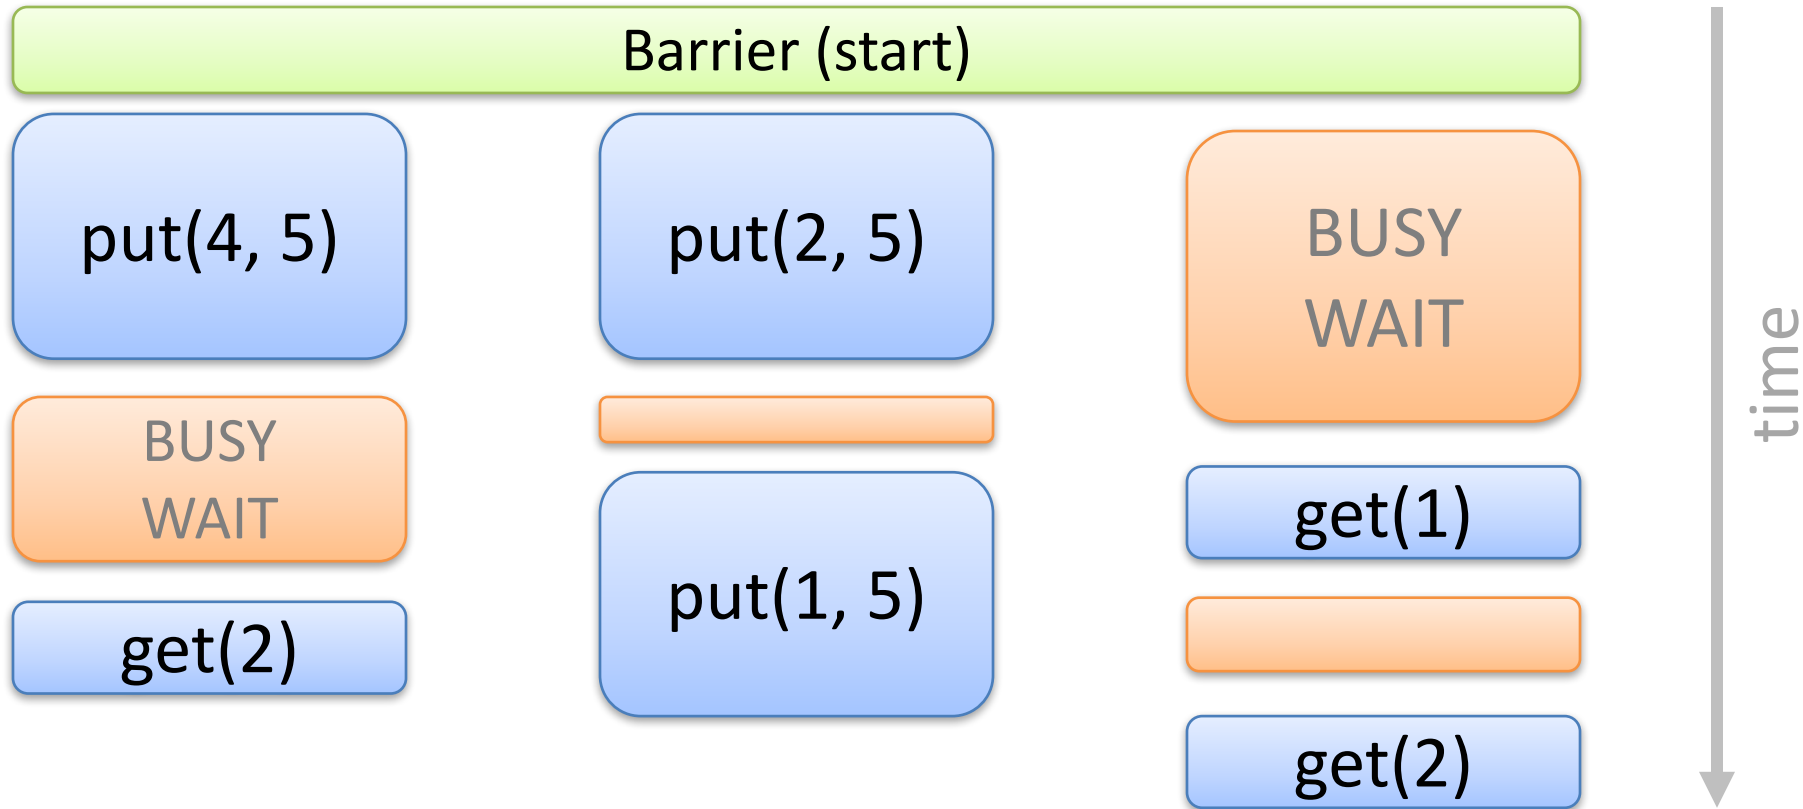 Barrier (start)
put(4, 5)
put(2, 5)
BUSY
WAIT
BUSY
WAIT
put(1, 5)
get(1)
get(2)
get(2)
time